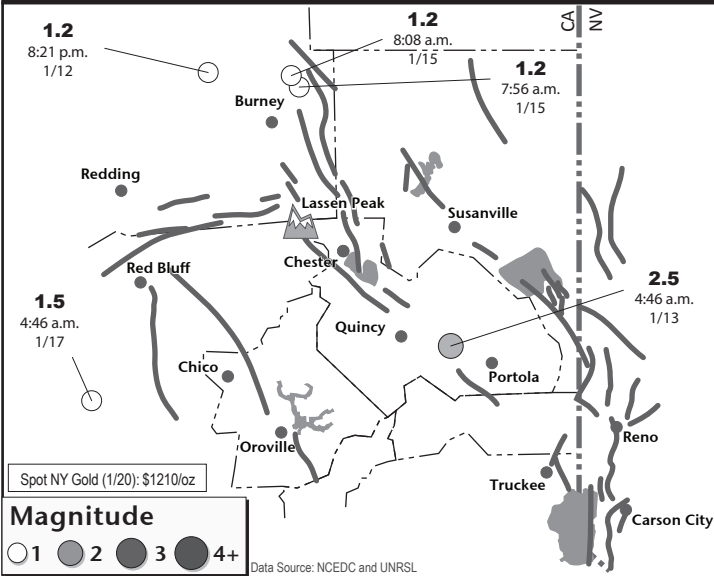 CA
NV
1.2
8:21 p.m.
1/12
1.2
8:08 a.m.
1/15
1.2
7:56 a.m.
1/15
Burney
Redding
Lassen Peak
Susanville
Chester
Red Bluff
2.5
4:46 a.m.
1/13
1.5
4:46 a.m.
1/17
Quincy
Chico
Portola
Oroville
Reno
Truckee
Carson City
Spot NY Gold (1/20): $1210/oz
Magnitude
1 2 3 4+
Data Source: NCEDC and UNRSL